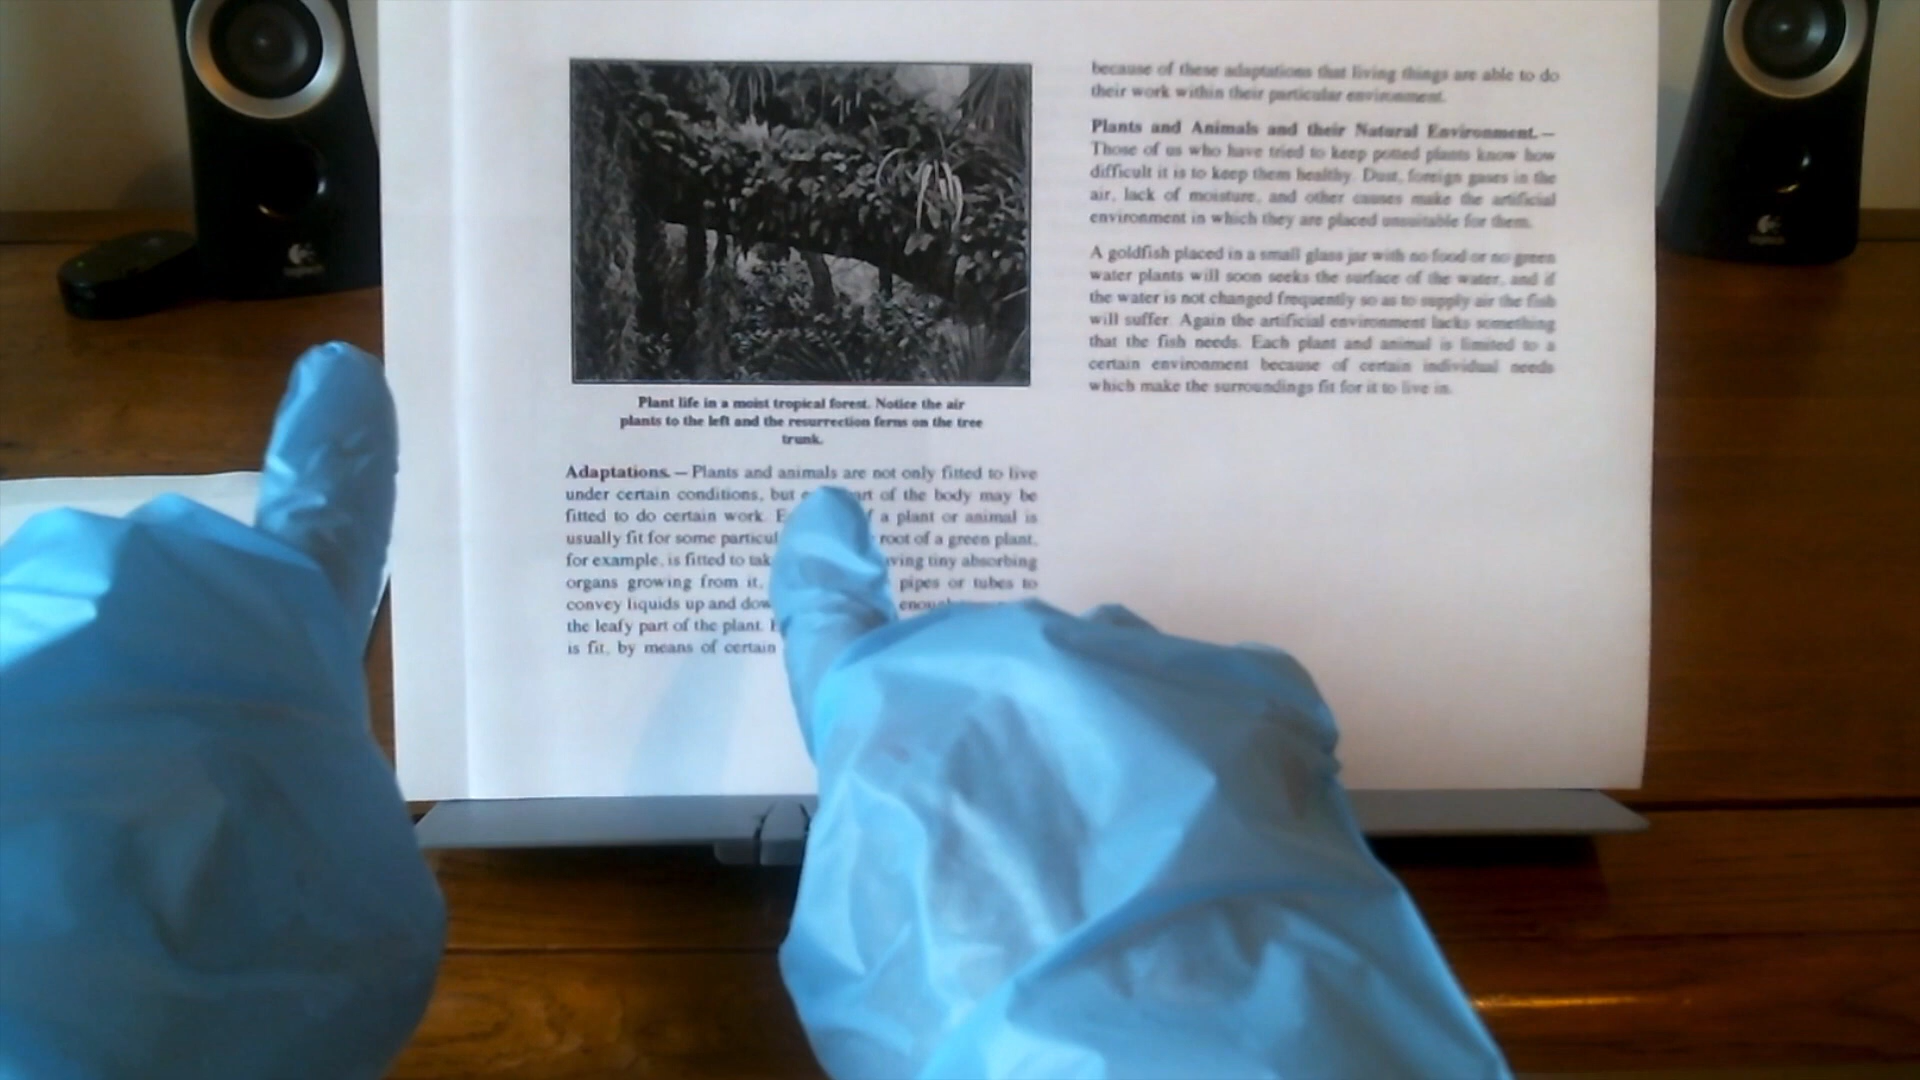 Plant life in a moist tropical forest. Notice the air
plants to the left and the resurrection ferns on the tree
trunk.
Adaptations. — Plants and animals are not only fitted to live
under certain conditions, but of the body may be
fitted to do certain work. a plant or animal is
usually fit for some root of a green plant,
for example, is fitted to tiny absorbing
organs growing from it, pipes or tubes to
convey liquids up and
the leafy part of the plant.
is fit, by means of certain
because of these adaptations that living things are able to do
their work within their particular environment.
Plants and Animals and their Natural Environment. —
Those of us who have tried to keep potted plants know how
difficult it is to keep them healthy. Dust, foreign gases in the
air, lack of moisture, and other causes make the artificial
environment in which they are placed unsuitable for them.
A goldfish placed in a small glass jar with no food or no green
water plants will soon seeks the surface of the water, and if
the water is not changed frequently so as to supply air the fish
will suffer. Again the artificial environment lacks something
that the fish needs. Each plant and animal is limited to a
certain environment because of certain individual needs
which make the surroundings fit for it to live in.